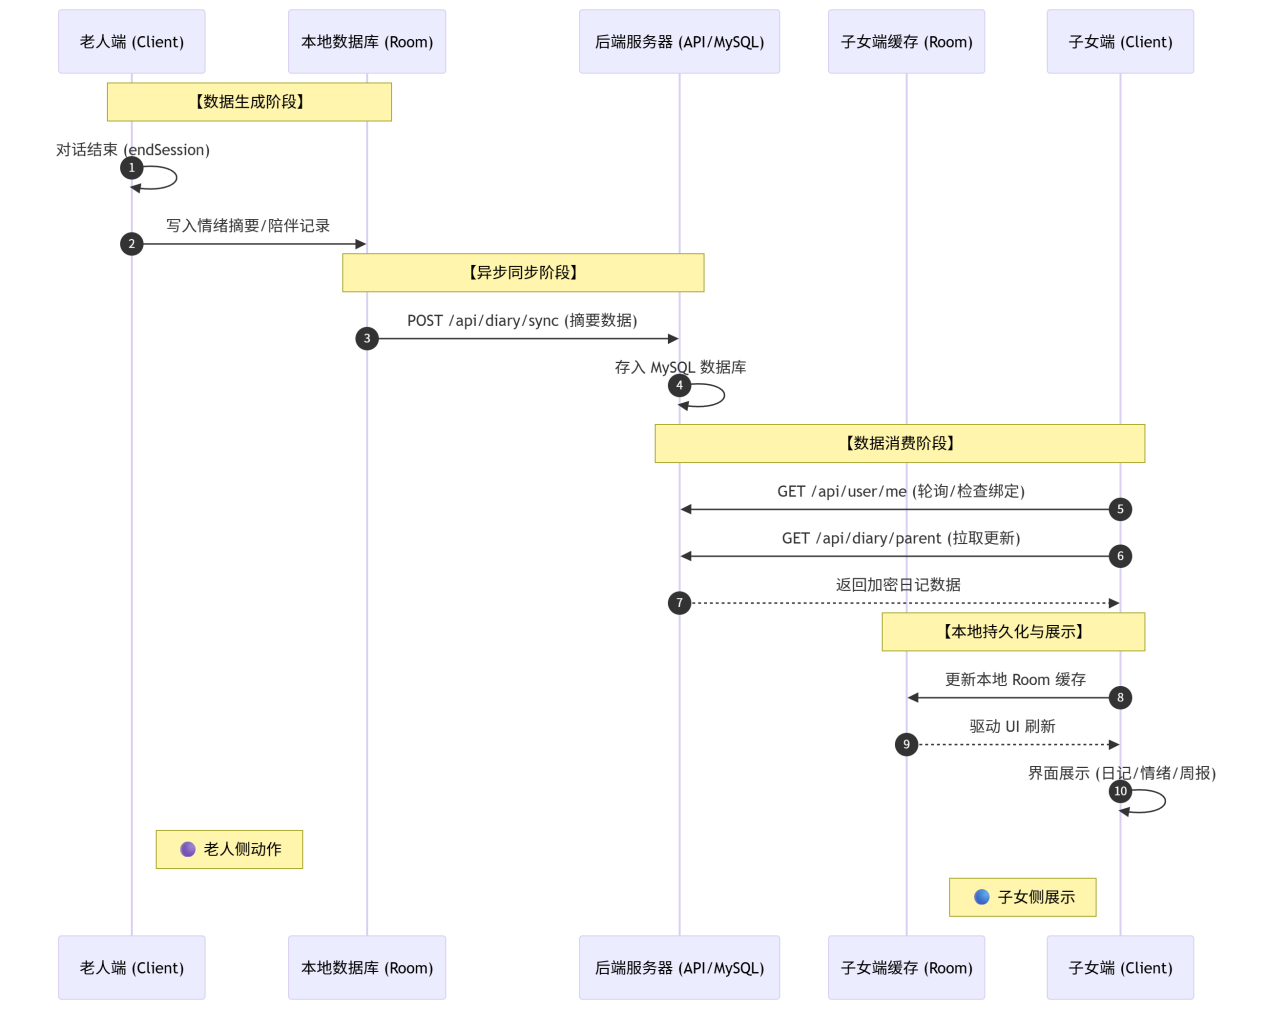 老人端 (Client)
本地数据库 (Room)
后端服务器 (API/MySQL)
子女端缓存 (Room)
子女端 (Client)
【数据生成阶段】
对话结束 (endSession)
1
写入情绪摘要/陪伴记录
2
【异步同步阶段】
POST /api/diary/sync (摘要数据)
3
存入 MySQL 数据库
4
【数据消费阶段】
GET /api/user/me (轮询/检查绑定)
5
GET /api/diary/parent (拉取更新)
6
返回加密日记数据
7
【本地持久化与展示】
更新本地 Room 缓存
8
驱动 UI 刷新
9
界面展示 (日记/情绪/周报)
10
老人侧动作
子女侧展示
老人端 (Client)
本地数据库 (Room)
后端服务器 (API/MySQL)
子女端缓存 (Room)
子女端 (Client)